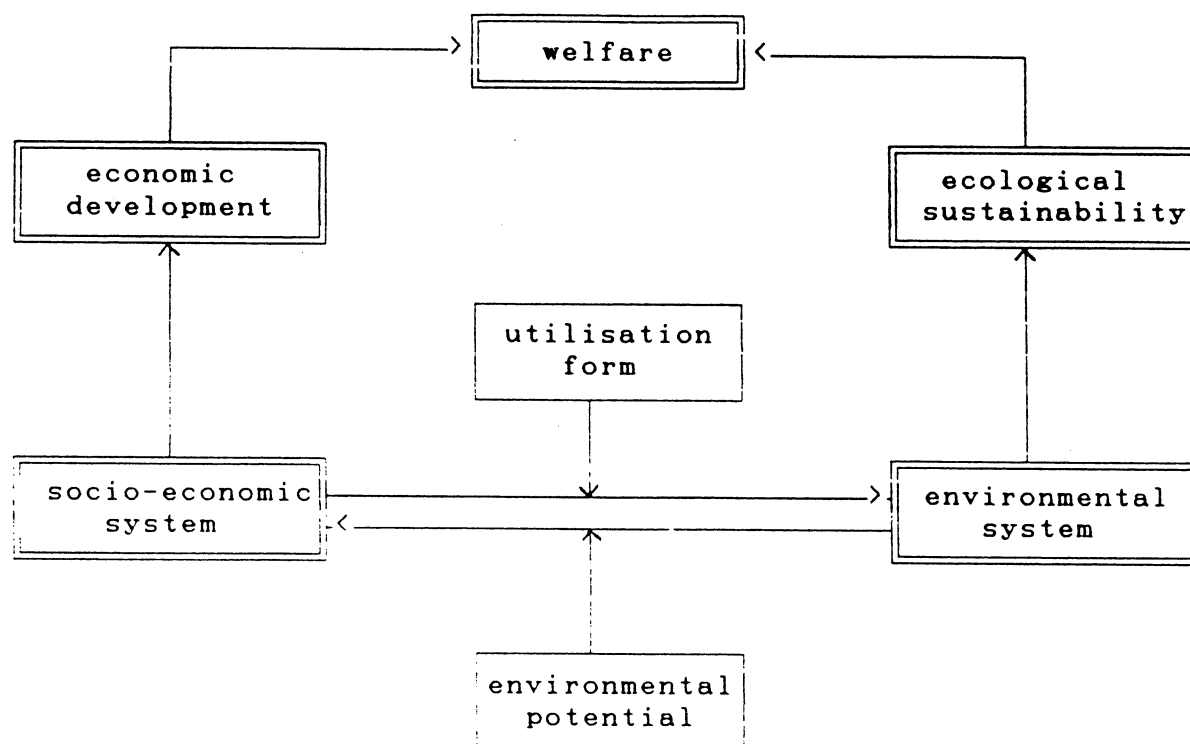 welfare
economic
development
ecological
sustainability
utilisation
form
socio-economic
system
environmental
system
environmental
potential